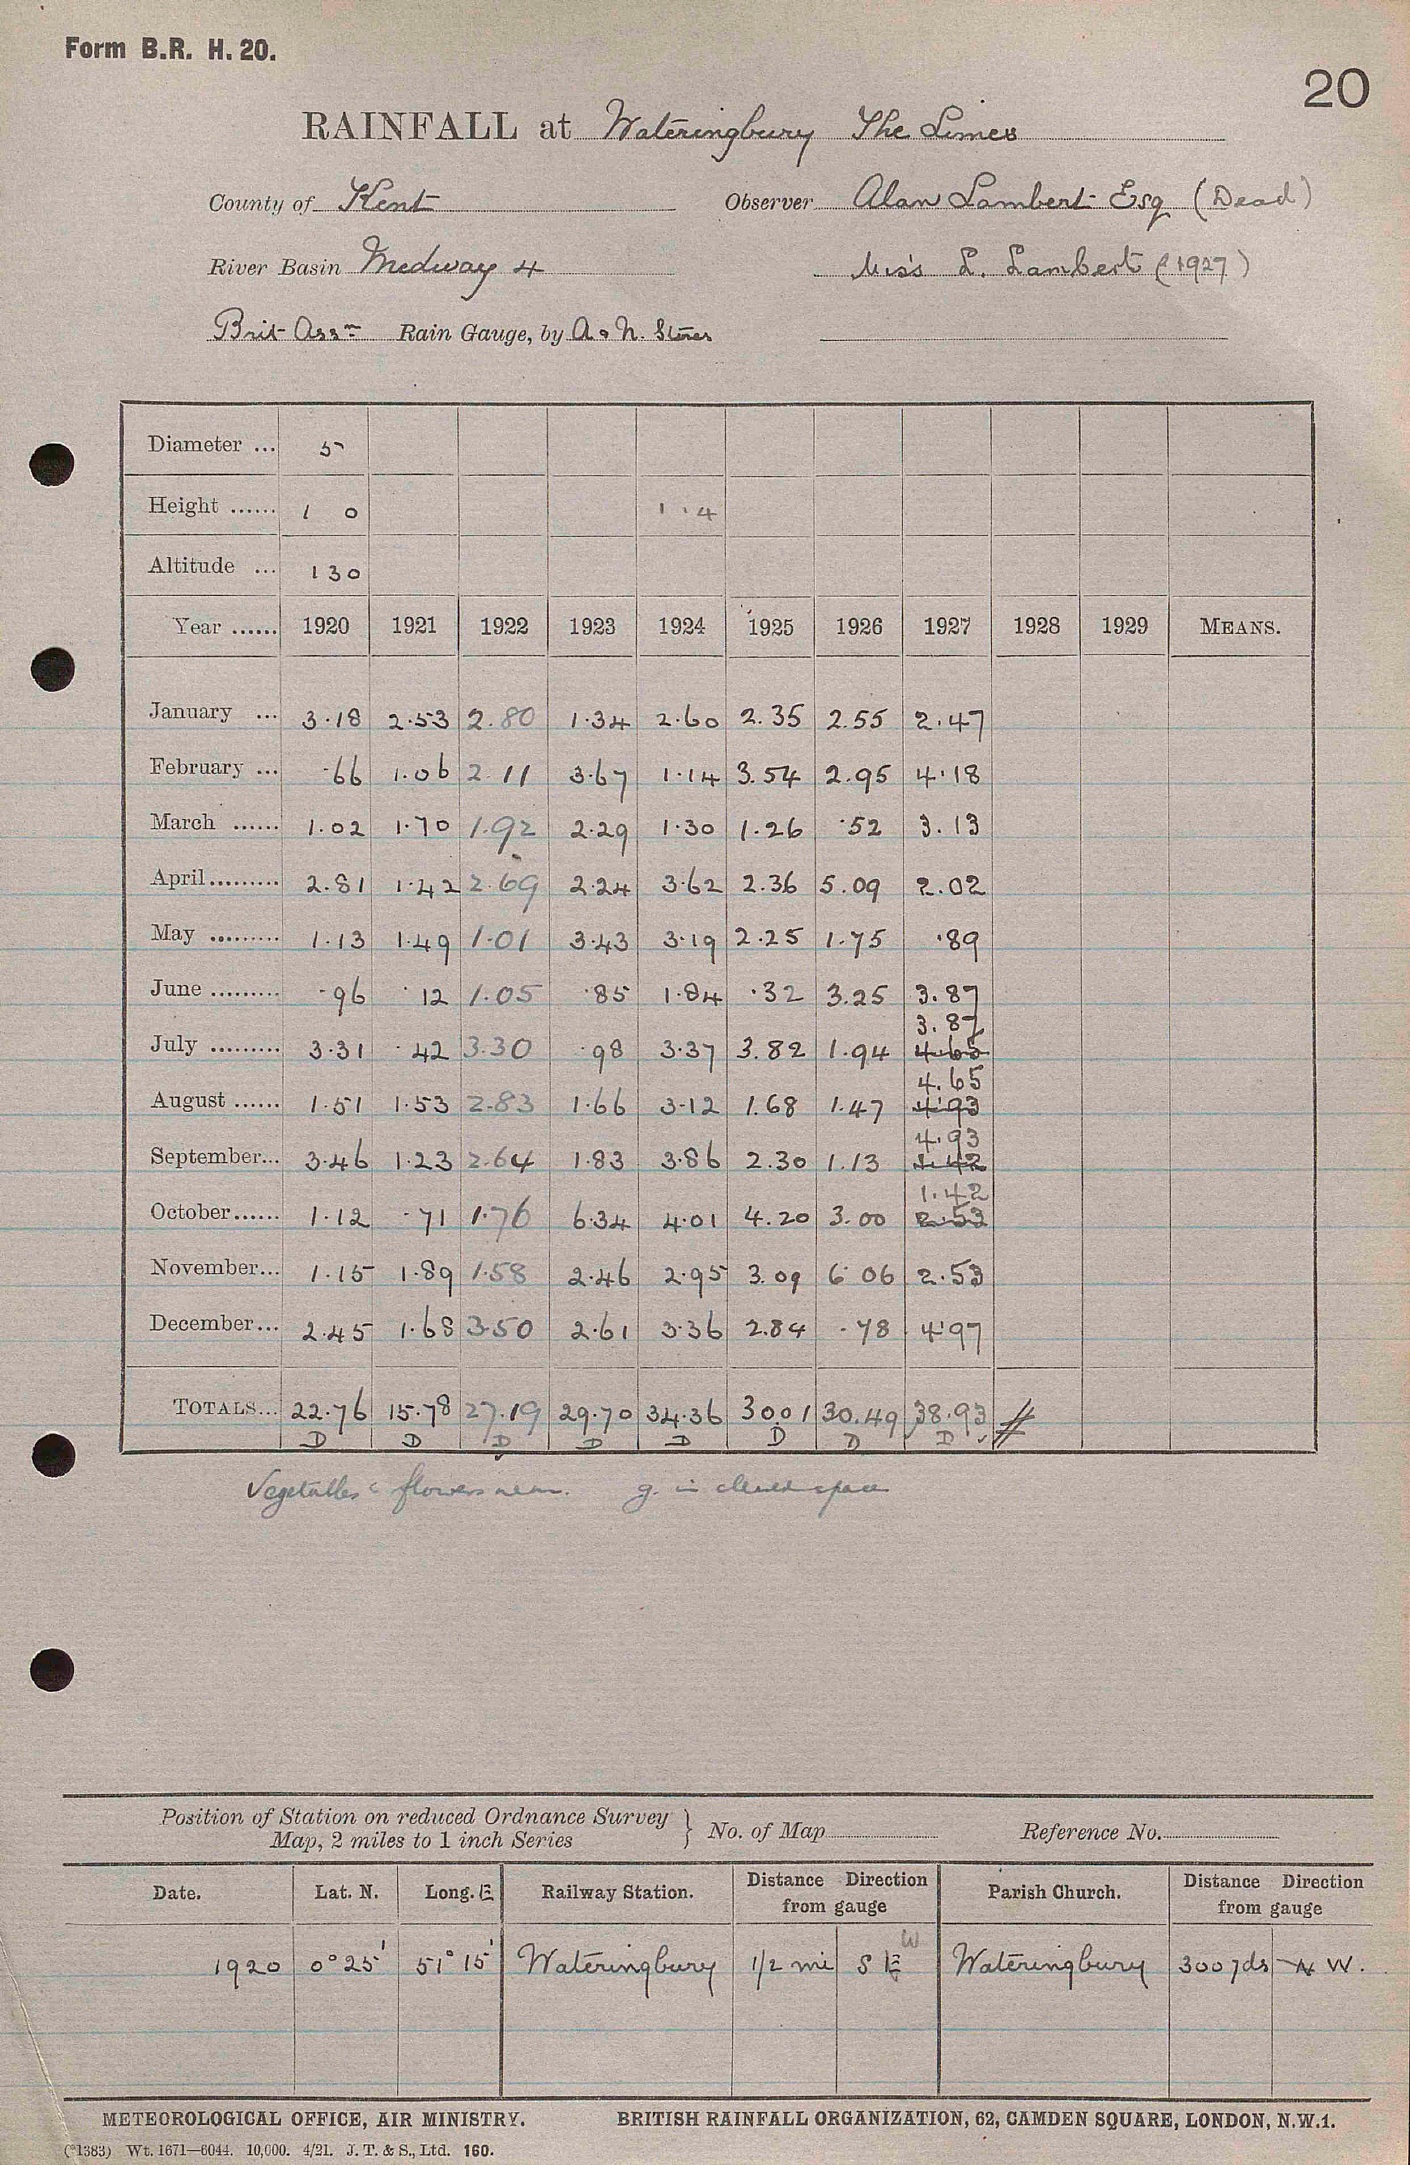 Form B.R. H. 20.
20
RAINFALL at Wateringbury The Limes
County of Kent Observer Alan Lambert Esq (Dead)
River Basin Medway 4 Miss L. Lambert (1927)
Brit Assn Rain Gauge, by A & N. Stores
Diameter ... 5
Height ...... 1 0 1 . 4
Altitude ... 130
Year ...... 1920 1921 1922 1923 1924 1925 1926 1927 1928 1929 MEANS.
January ... 3.18 2.53 2.80 1.34 2.60 2.35 2.55 2.47
February ... .66 1.06 2.11 3.67 1.14 3.54 2.95 4.18
March ...... 1.02 1.70 1.92 2.29 1.30 1.26 .52 3.13
April ......... 2.81 1.42 2.69 2.24 3.62 2.36 5.09 2.02
May ......... 1.13 1.49 1.01 3.43 3.19 2.25 1.75 .89
June ......... .96 .12 1.05 .85 1.84 .32 3.25 3.87
3.87
July ......... 3.31 .42 3.30 .98 3.37 3.82 1.94 4.65
4.65
August ...... 1.51 1.53 2.83 1.66 3.12 1.68 1.47 4.93
4.93
September... 3.46 1.23 2.64 1.83 3.86 2.30 1.13 1.42
1.42
October...... 1.12 .71 1.76 6.34 4.01 4.20 3.00 2.53
November... 1.15 1.89 1.58 2.46 2.95 3.09 6.06 2.53
December... 2.45 1.68 3.50 2.61 3.36 2.84 .78 4.97
TOTALS... 22.76 15.78 27.19 29.70 34.36 30.01 30.49 38.93
D D D D D D D D
Vegetables & flowers near. g. in cleared space
Position of Station on reduced Ordnance Survey
Map, 2 miles to 1 inch Series } No. of Map Reference No.
Date. Lat. N. Long. E Railway Station. Distance Direction from gauge Parish Church. Distance Direction from gauge
W
1920 0° 25' 51° 15' Wateringbury 1/2 mi S E Wateringbury 300 yds N W.
METEOROLOGICAL OFFICE, AIR MINISTRY. BRITISH RAINFALL ORGANIZATION, 62, CAMDEN SQUARE, LONDON, N.W.1.
(*1383) Wt. 1671—6044. 10,000. 4/21. J. T. & S., Ltd. 160.